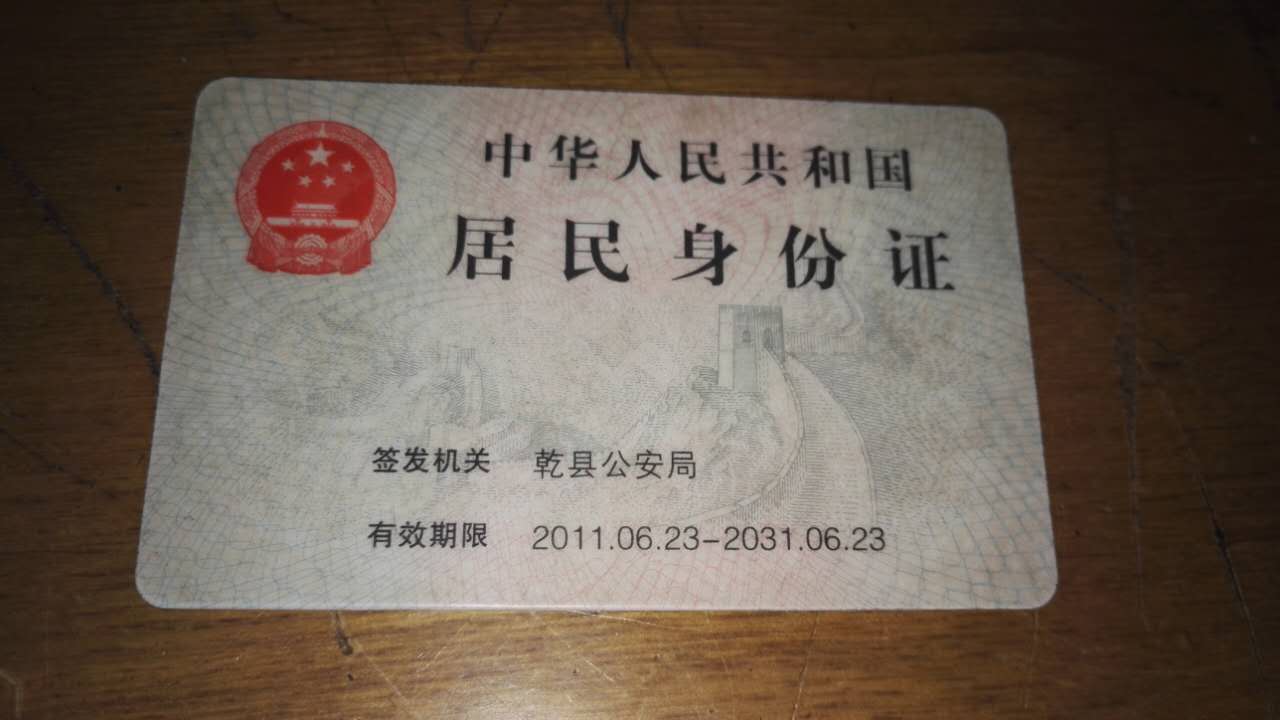 中华人民共和国
居民身份证
签发机关 乾县公安局
有效期限 2011.06.23-2031.06.23